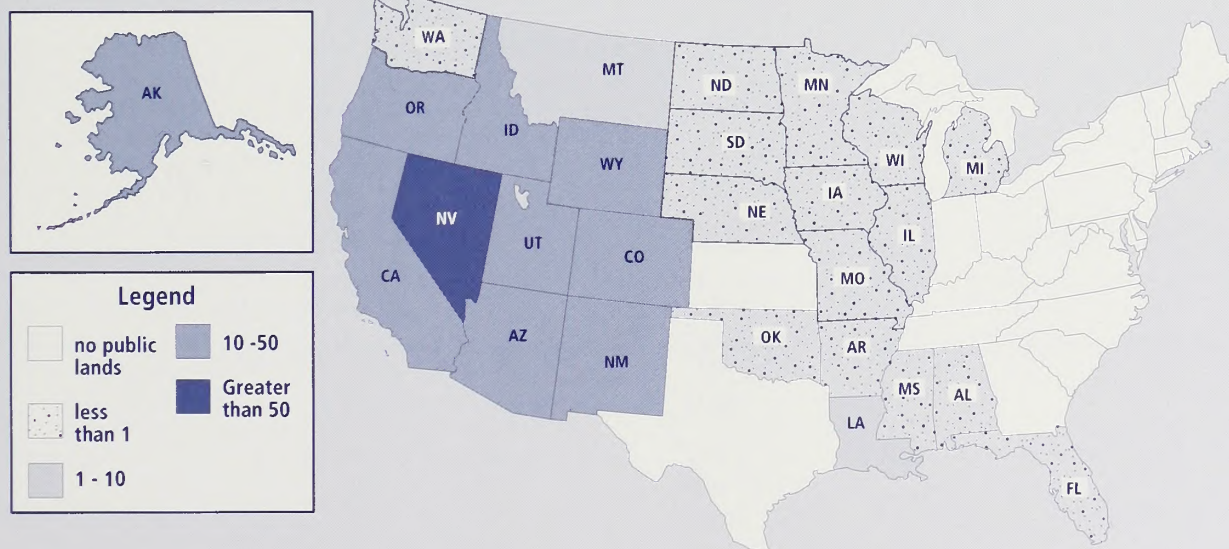 AK
Legend
no public
lands
less
than 1
1 - 10
10 -50
Greater
than 50
WA
MT
ND
MN
OR
ID
SD
WI
MI
WY
NE
IA
NV
UT
CO
IL
CA
MO
AZ
NM
OK
AR
MS
AL
LA
FL